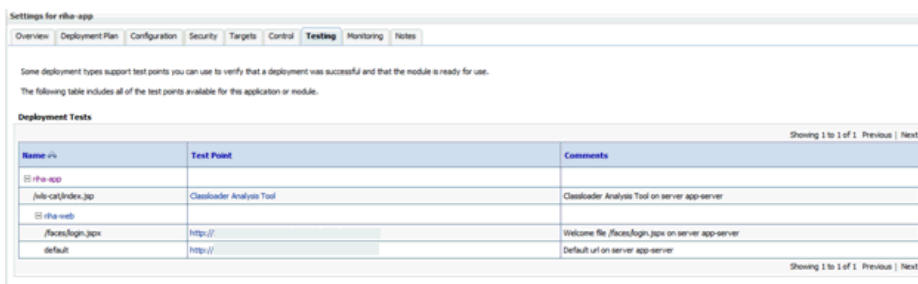 Settings for riha-app
Overview Deployment Plan Configuration Security Targets Control Testing Monitoring Notes
Some deployment types support test points you can use to verify that a deployment was successful and that the module is ready for use.
The following table includes all of the test points available for this application or module.
Deployment Tests
Showing 1 to 1 of 1 Previous | Next
Name Test Point Comments
riha-app
/wls-cat/index.jsp Classloader Analysis Tool Classloader Analysis Tool on server app-server
riha-web
/faces/login.jspx http:// Welcome file /faces/login.jspx on server app-server
default http:// Default url on server app-server
Showing 1 to 1 of 1 Previous | Next